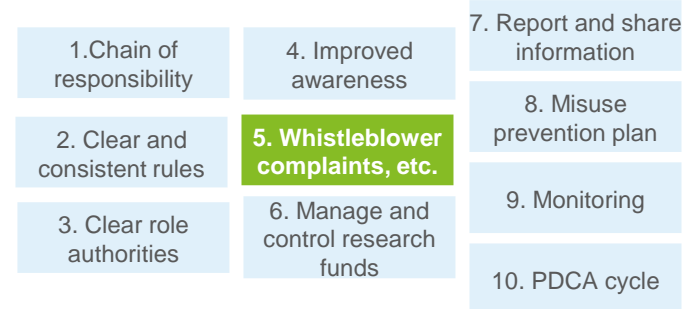 1.Chain of
responsibility
2. Clear and
consistent rules
3. Clear role
authorities
4. Improved
awareness
5. Whistleblower
complaints, etc.
6. Manage and
control research
funds
7. Report and share
information
8. Misuse
prevention plan
9. Monitoring
10. PDCA cycle